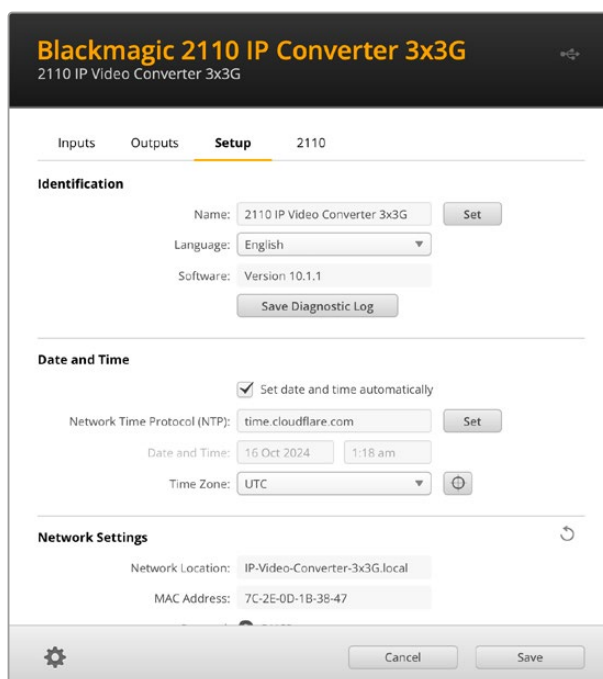 Blackmagic 2110 IP Converter 3x3G
2110 IP Video Converter 3x3G
Inputs Outputs Setup 2110
Identification
Name: 2110 IP Video Converter 3x3G Set
Language: English
Software: Version 10.1.1
Save Diagnostic Log
Date and Time
Set date and time automatically
Network Time Protocol (NTP): time.cloudflare.com Set
Date and Time: 16 Oct 2024 1:18 am
Time Zone: UTC
Network Settings
Network Location: IP-Video-Converter-3x3G.local
MAC Address: 7C-2E-0D-1B-38-47
Cancel Save